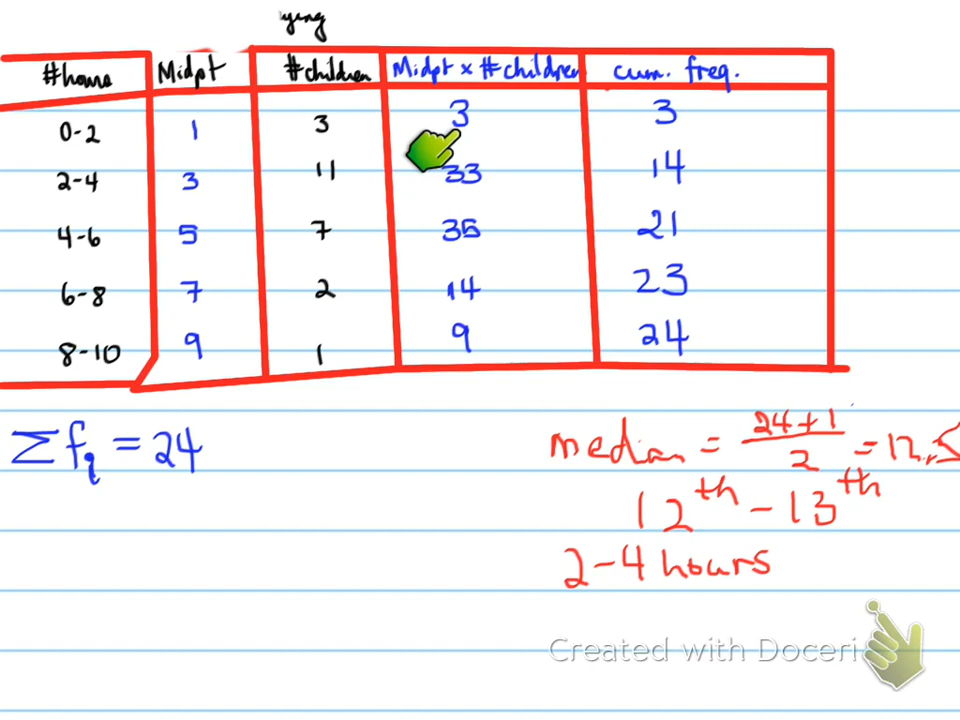 freq
#hours Midpt #children Midpt x #children cum. freq.
0-2 1 3 3 3
2-4 3 11 33 14
4-6 5 7 35 21
6-8 7 2 14 23
8-10 9 1 9 24
Σfq = 24
median = 24+1/2 = 12.5
12th - 13th
2-4 hours
Created with Doceri